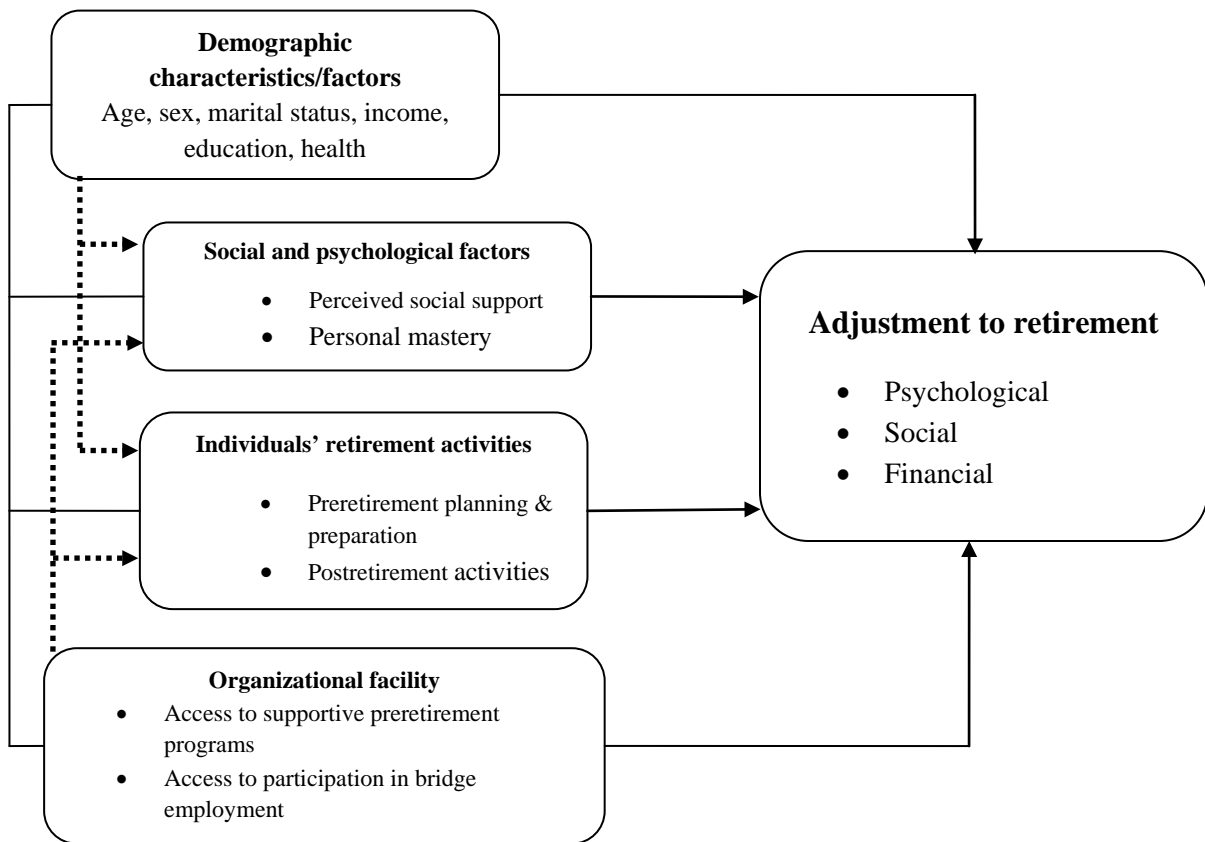 Demographic
characteristics/factors
Age, sex, marital status, income,
education, health
Social and psychological factors
• Perceived social support
• Personal mastery
Individuals’ retirement activities
• Preretirement planning &
preparation
• Postretirement activities
Organizational facility
• Access to supportive preretirement
programs
• Access to participation in bridge
employment
Adjustment to retirement
• Psychological
• Social
• Financial